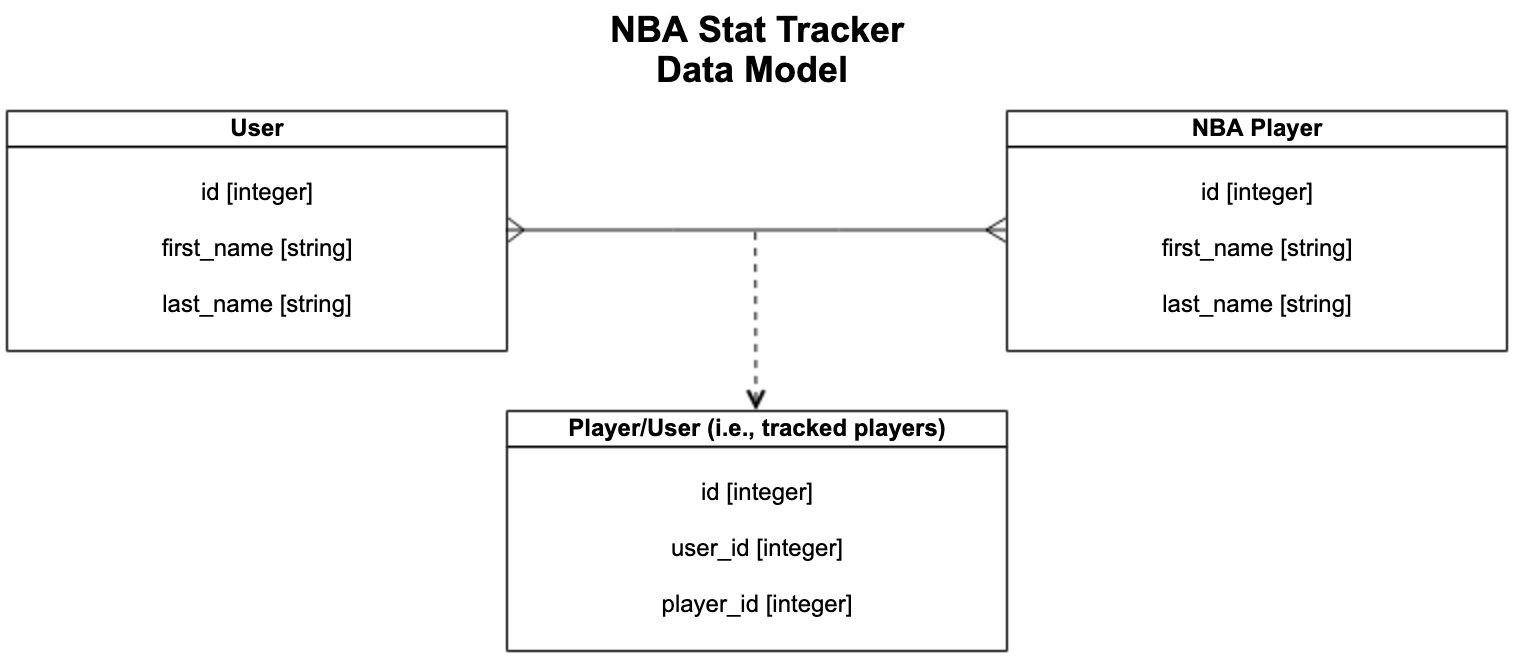 NBA Stat Tracker
Data Model
User
id [integer]
first_name [string]
last_name [string]
NBA Player
id [integer]
first_name [string]
last_name [string]
Player/User (i.e., tracked players)
id [integer]
user_id [integer]
player_id [integer]